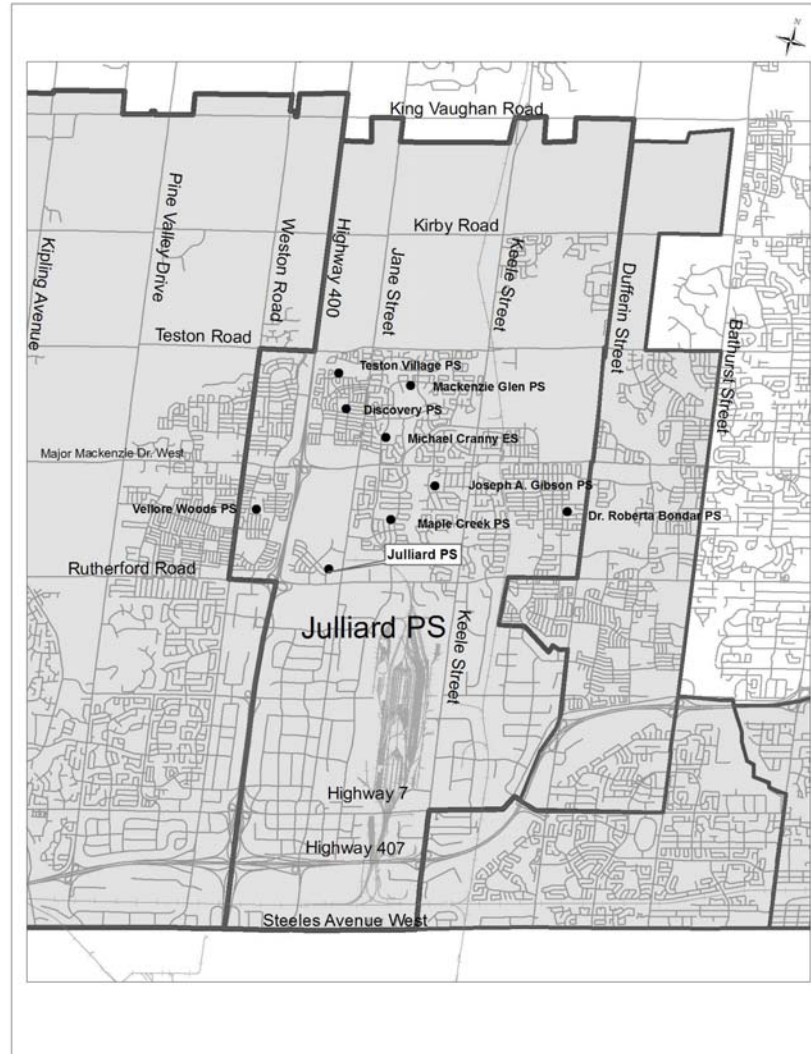 N
King Vaughan Road
Pine Valley Drive
Kipling Avenue
Weston Road
Highway 400
Jane Street
Kirby Road
Keele Street
Dufferin Street
Bathurst Street
Teston Road
Teston Village PS
Mackenzie Glen PS
Discovery PS
Michael Cranny ES
Major Mackenzie Dr. West
Joseph A. Gibson PS
Vellore Woods PS
Maple Creek PS
Dr. Roberta Bondar PS
Julliard PS
Rutherford Road
Julliard PS
Keele Street
Highway 7
Highway 407
Steeles Avenue West